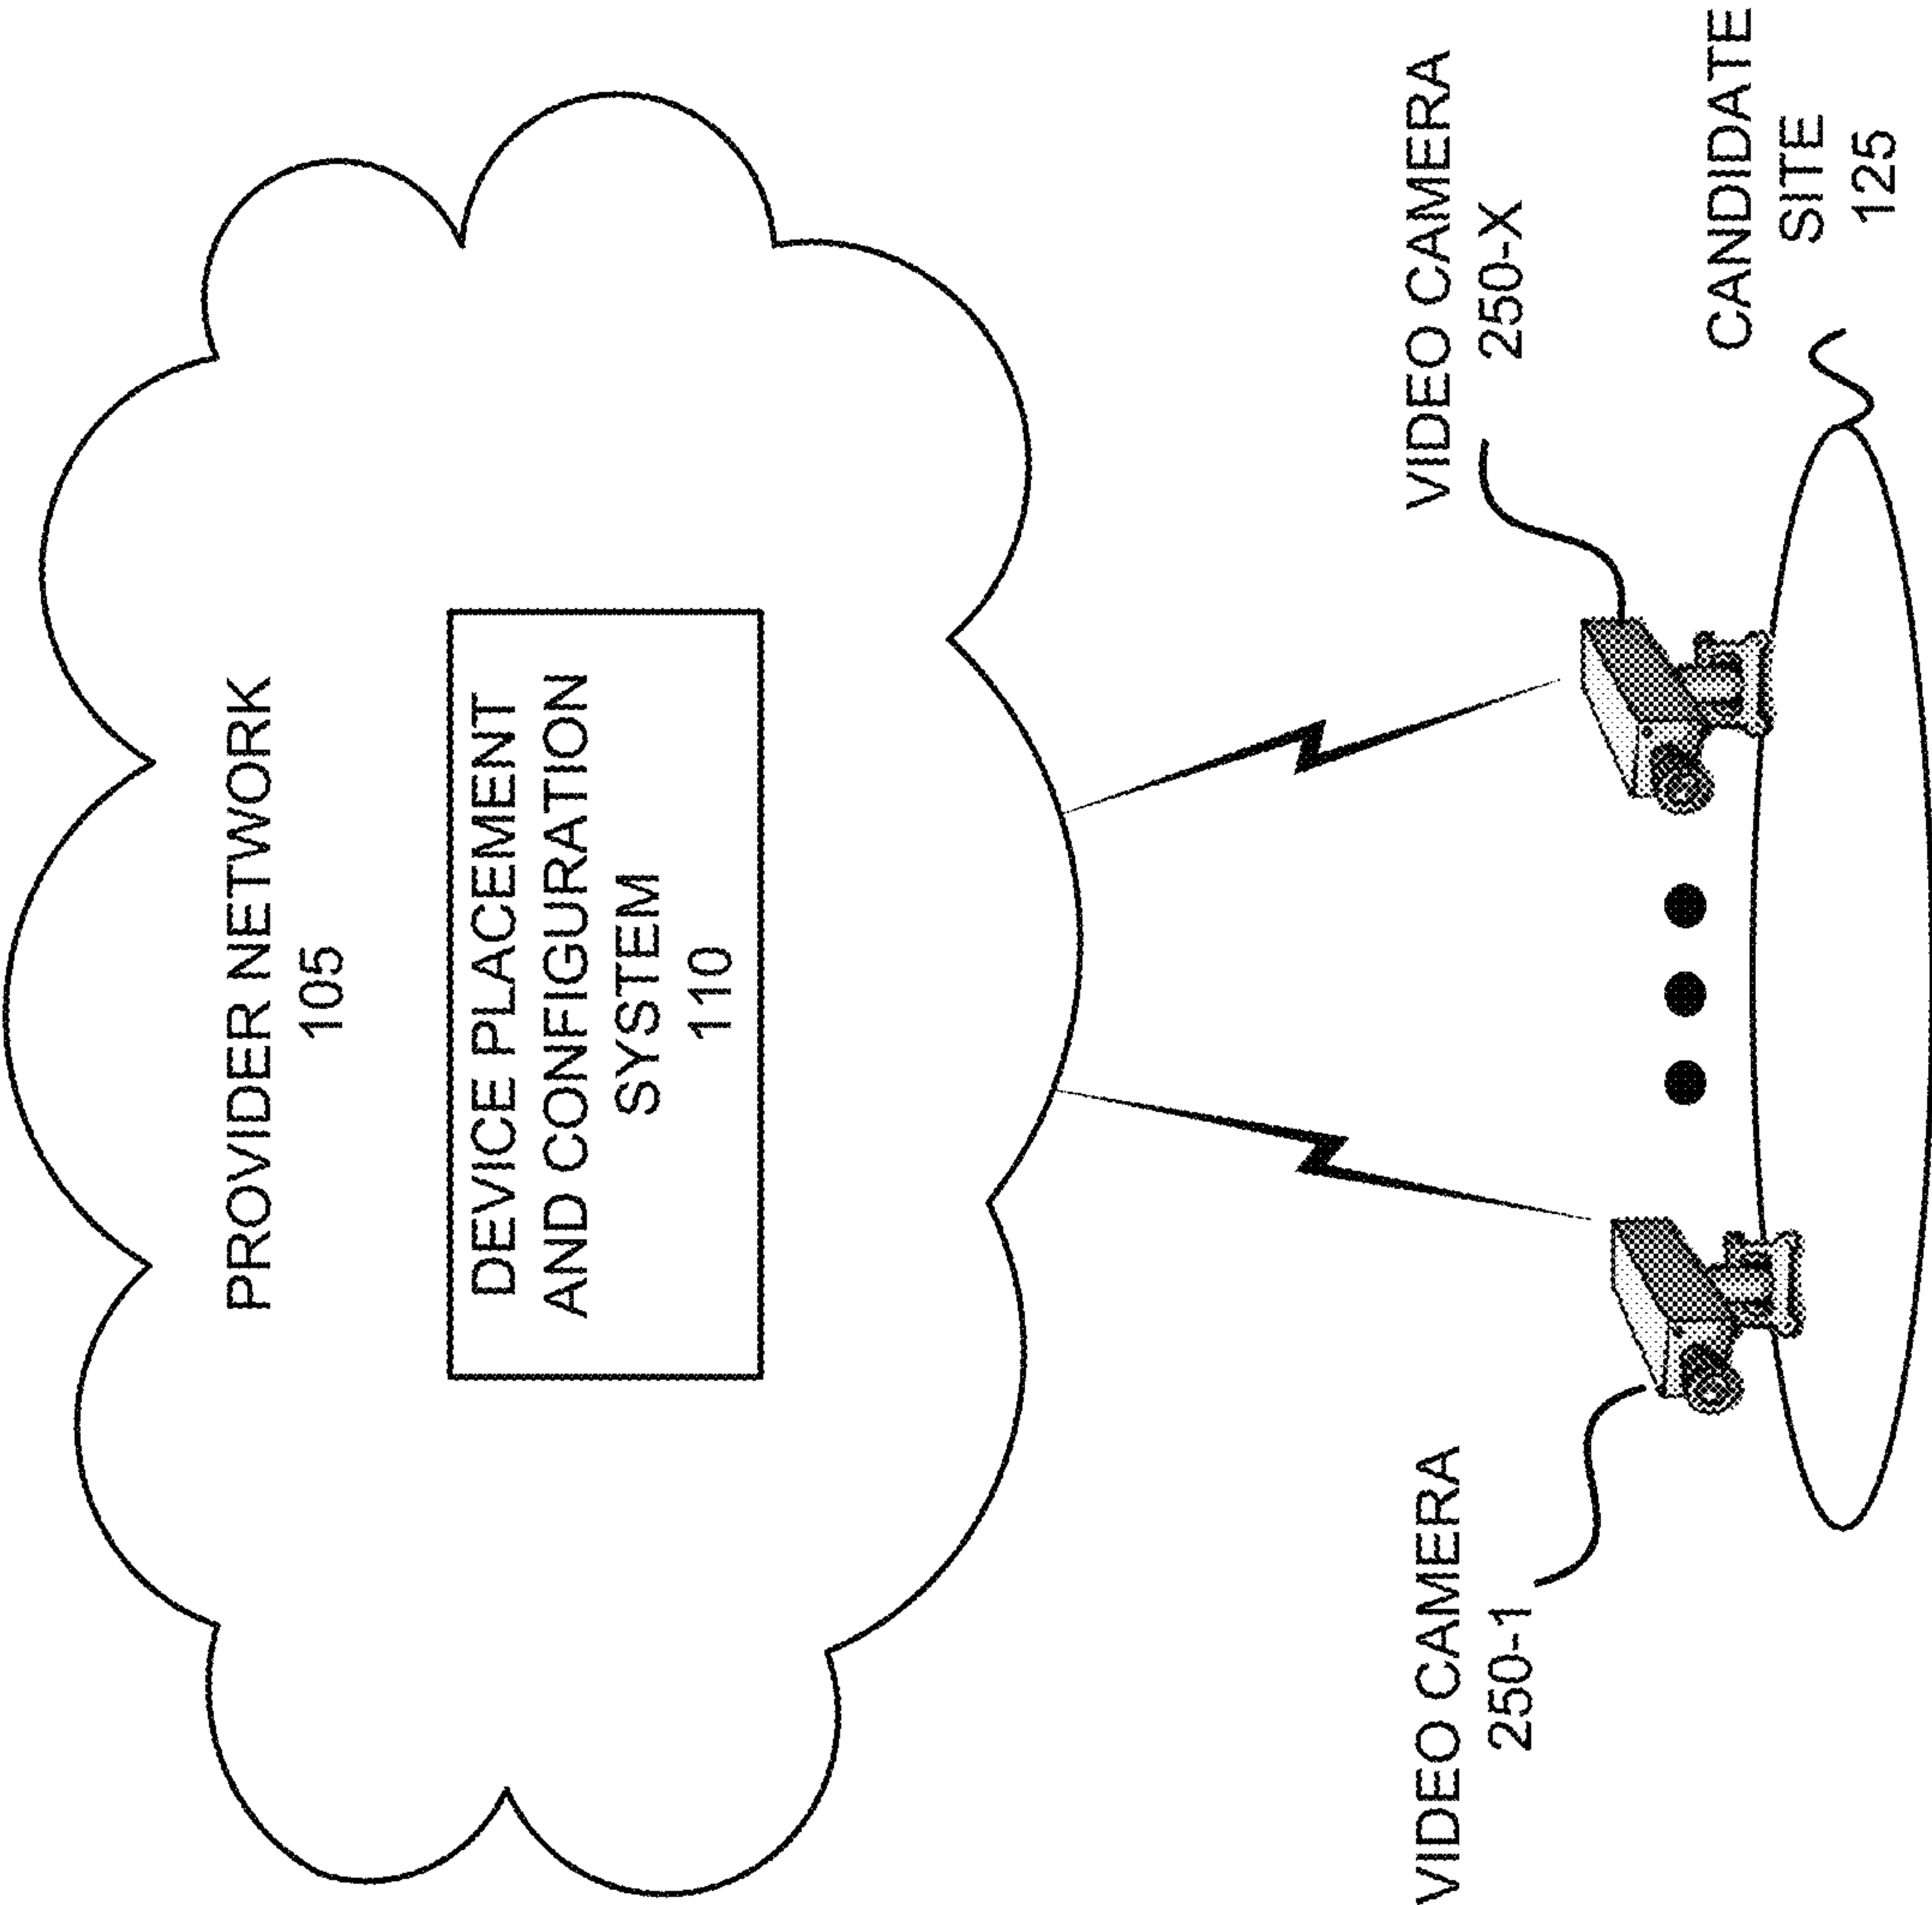 PROVIDER NETWORK
105
DEVICE PLACEMENT
AND CONFIGURATION
SYSTEM
110
VIDEO CAMERA
250-1
VIDEO CAMERA
250-X
CANDIDATE
SITE
125